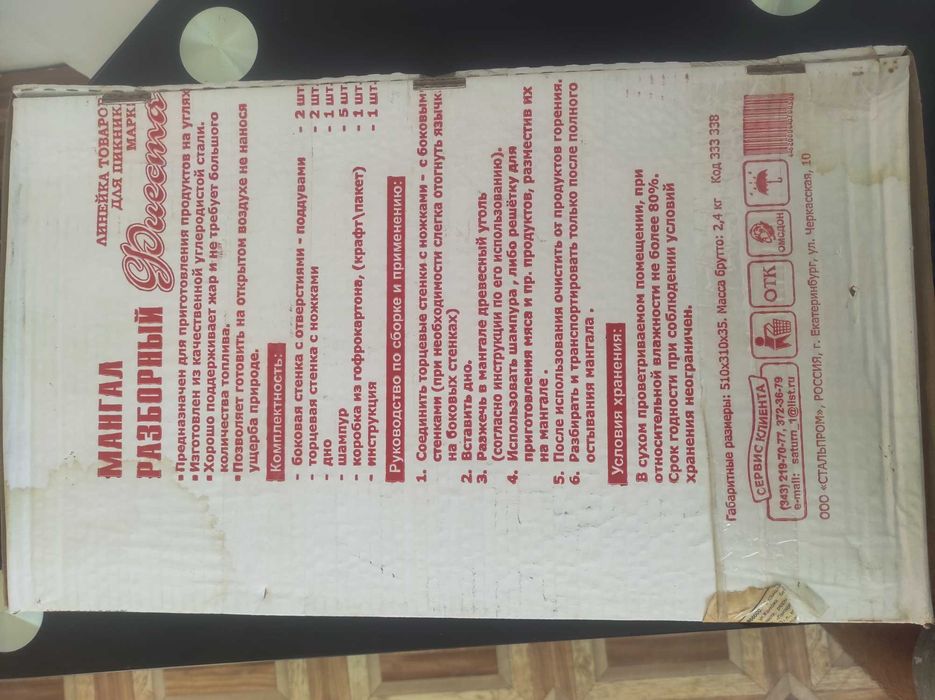 МАНГАЛ
РАЗБОРНЫЙ
ЛИНЕЙКА ТОВАРОВ
ДЛЯ ПИКНИКА
МАРКИ
Фиеста
• Предназначен для приготовления продуктов на углях
• Изготовлен из качественной углеродистой стали.
• Хорошо поддерживает жар и не требует большого
количества топлива.
• Позволяет готовить на открытом воздухе не нанося
ущерба природе.
Комплектность:
- боковая стенка с отверстиями – поддувами - 2 шт.
- торцевая стенка с ножками - 2 шт.
- дно - 1 шт.
- шампур - 5 шт.
- коробка из гофрокартона, (крафт\пакет) - 1 шт.
- инструкция - 1 шт.
Руководство по сборке и применению:
1. Соединить торцевые стенки с ножками – с боковым
стенками (при необходимости слегка отогнуть язычк
на боковых стенках)
2. Вставить дно.
3. Разжечь в мангале древесный уголь
(согласно инструкции по его использованию).
4. Использовать шампура , либо решётку для
приготовления мяса и пр. продуктов, разместив их
на мангале .
5. После использования очистить от продуктов горения.
6. Разбирать и транспортировать только после полного
остывания мангала .
Условия хранения:
В сухом проветриваемом помещении, при
относительной влажности не более 80%.
Срок годности при соблюдении условий
хранения неограничен.
Габаритные размеры: 510х310х35. Масса брутто: 2,4 кг Код 333 338
СЕРВИС КЛИЕНТА
(343) 219-70-77, 372-36-79
e-mail: saturn_1@list.ru
ОТК
ОМСДОН
ООО «СТАЛЬПРОМ», РОССИЯ, г. Екатеринбург, ул. Черкасская, 10